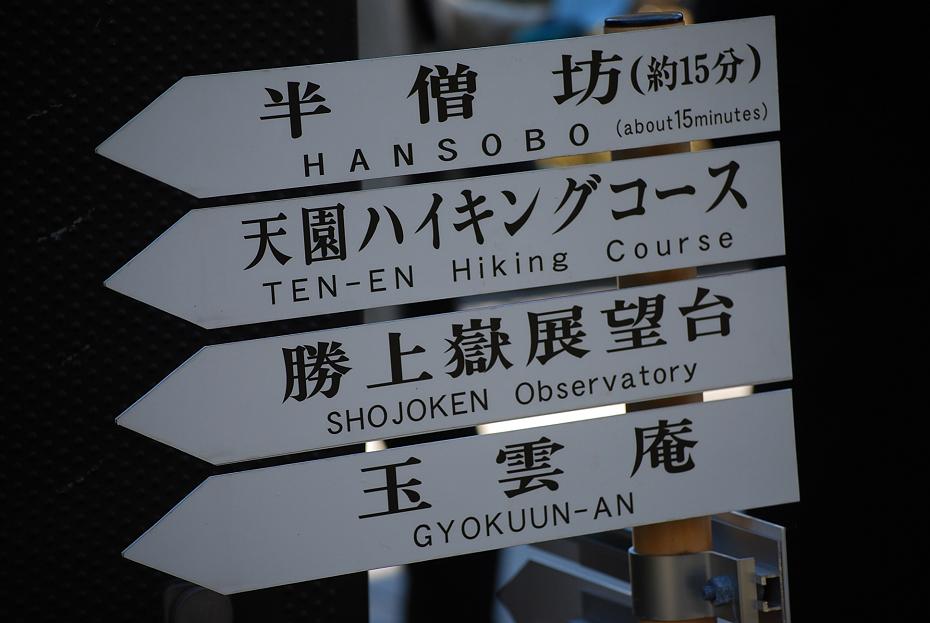 半僧坊(約15分)
HANSOBO (about15minutes)
天園ハイキングコース
TEN-EN Hiking Course
勝上嶽展望台
SHOJOKEN Observatory
玉雲庵
GYOKUUN-AN